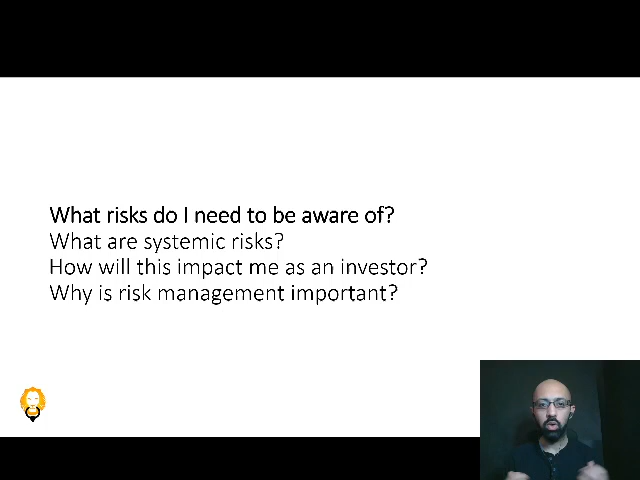 What risks do I need to be aware of?
What are systemic risks?
How will this impact me as an investor?
Why is risk management important?